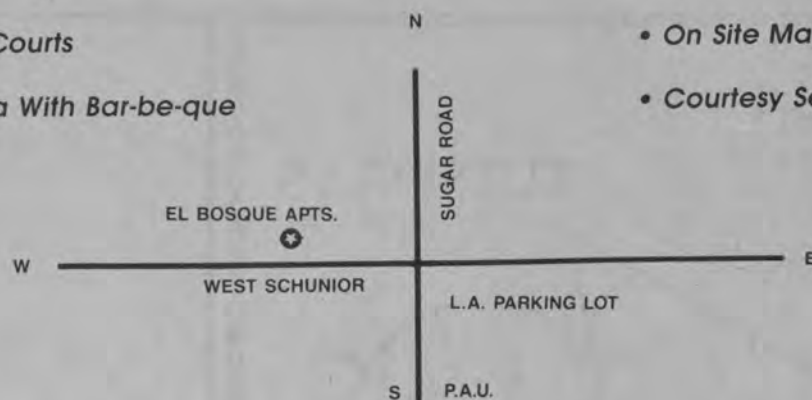 Courts
With Bar-be-que
• On Site
• Courtesy
N
SUGAR ROAD
EL BOSQUE APTS.
W
E
WEST SCHUNIOR
L.A. PARKING LOT
S
P.A.U.